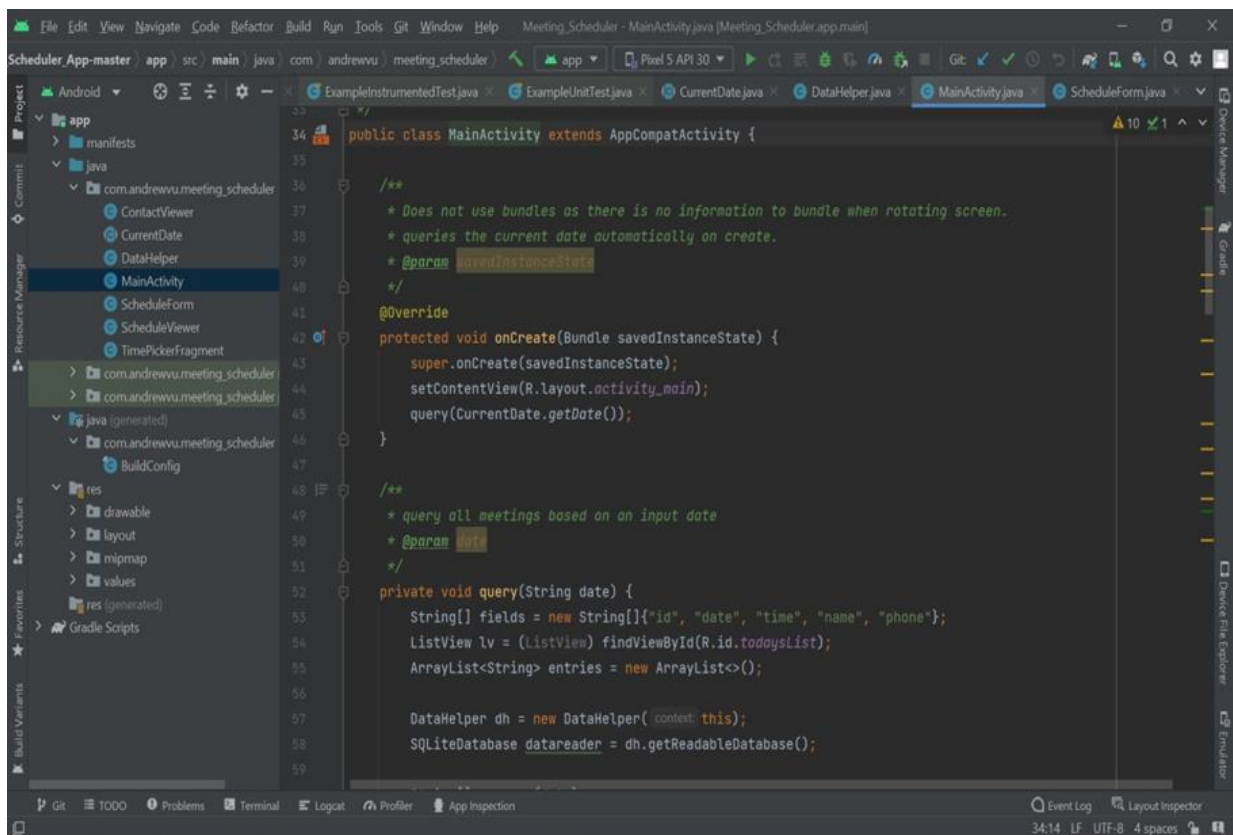 File Edit View Navigate Code Refactor Build Run Tools Git Window Help Meeting_Scheduler - MainActivity.java [Meeting_Scheduler.app.main]
Scheduler_App-master app src main java com andrewvu meeting_scheduler app Pixel 5 API 30 Git:
Project
Android
ExampleInstrumentedTest.java ExampleUnitTest.java CurrentDate.java DataHelper.java MainActivity.java ScheduleForm.java
app
manifests
java
com.andrewvu.meeting_scheduler
ContactViewer
CurrentDate
DataHelper
MainActivity
ScheduleForm
ScheduleViewer
TimePickerFragment
com.andrewvu.meeting_scheduler
com.andrewvu.meeting_scheduler
java (generated)
com.andrewvu.meeting_scheduler
BuildConfig
res
drawable
layout
mipmap
values
res (generated)
Gradle Scripts
Commit
Resource Manager
Structure
Favorites
Build Variants
10 1
33 */
34 public class MainActivity extends AppCompatActivity {
35
36 /**
37 * Does not use bundles as there is no information to bundle when rotating screen.
38 * queries the current date automatically on create.
39 * @param savedInstanceState
40 */
41 @Override
42 protected void onCreate(Bundle savedInstanceState) {
43 super.onCreate(savedInstanceState);
44 setContentView(R.layout.activity_main);
45 query(CurrentDate.getDate());
46 }
47
48 /**
49 * query all meetings based on an input date
50 * @param date
51 */
52 private void query(String date) {
53 String[] fields = new String[]{"id", "date", "time", "name", "phone"};
54 ListView lv = (ListView) findViewById(R.id.todaysList);
55 ArrayList<String> entries = new ArrayList<>();
56
57 DataHelper dh = new DataHelper( context: this);
58 SQLiteDatabase datareader = dh.getReadableDatabase();
59
Device Manager
Gradle
Device File Explorer
Emulator
Git TODO Problems Terminal Logcat Profiler App Inspection Event Log Layout Inspector
34:14 LF UTF-8 4 spaces